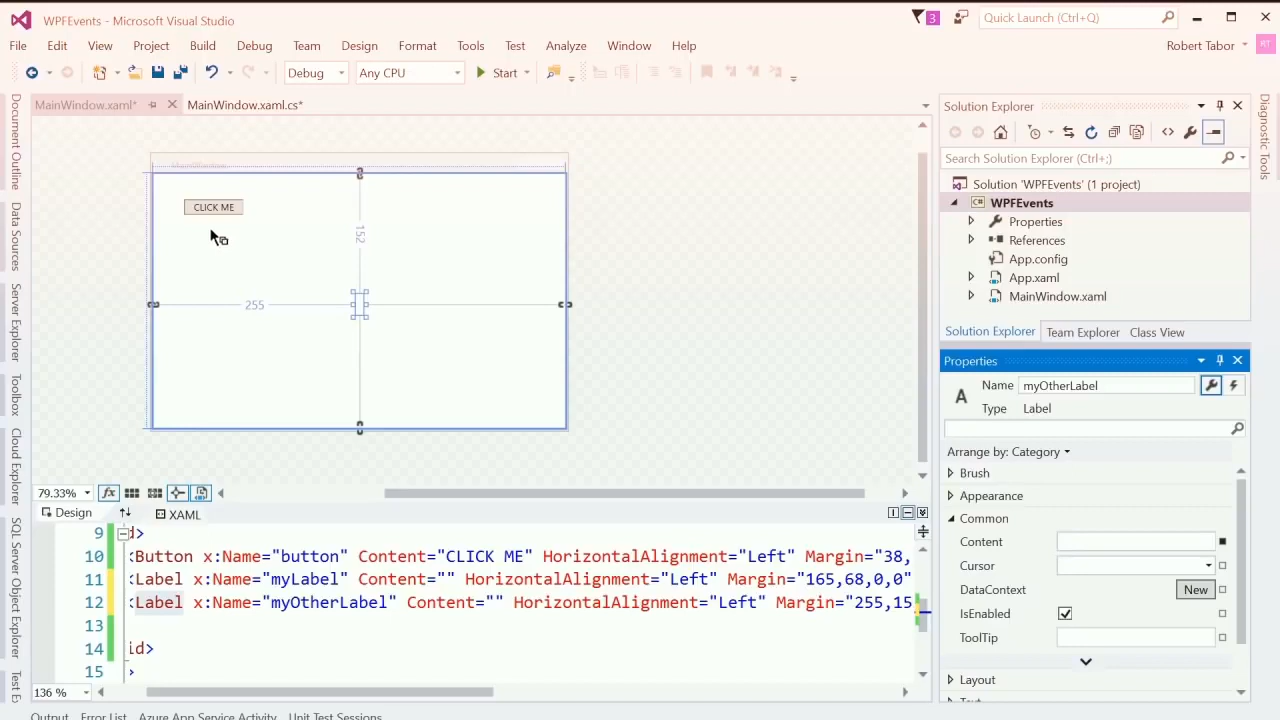 WPFEvents - Microsoft Visual Studio
3
Quick Launch (Ctrl+Q)
File Edit View Project Build Debug Team Design Format Tools Test Analyze Window Help
Robert Tabor RT
Debug Any CPU Start
MainWindow.xaml* MainWindow.xaml.cs*
Document Outline
Data Sources
Server Explorer
Toolbox
Cloud Explorer
SQL Server Object Explorer
CLICK ME
152
255
79.33%
fx
Design XAML
9 d>
10 <Button x:Name="button" Content="CLICK ME" HorizontalAlignment="Left" Margin="38,
11 <Label x:Name="myLabel" Content="" HorizontalAlignment="Left" Margin="165,68,0,0"
12 <Label x:Name="myOtherLabel" Content="" HorizontalAlignment="Left" Margin="255,15
13
14 id>
15 >
136 %
Output Error List Azure App Service Activity Unit Test Sessions
Solution Explorer
Search Solution Explorer (Ctrl+;)
Solution 'WPFEvents' (1 project)
C# WPFEvents
Properties
References
App.config
App.xaml
MainWindow.xaml
Solution Explorer Team Explorer Class View
Properties
Name myOtherLabel
Type Label
Arrange by: Category
Brush
Appearance
Common
Content
Cursor
DataContext New
IsEnabled
ToolTip
Layout
Diagnostic Tools